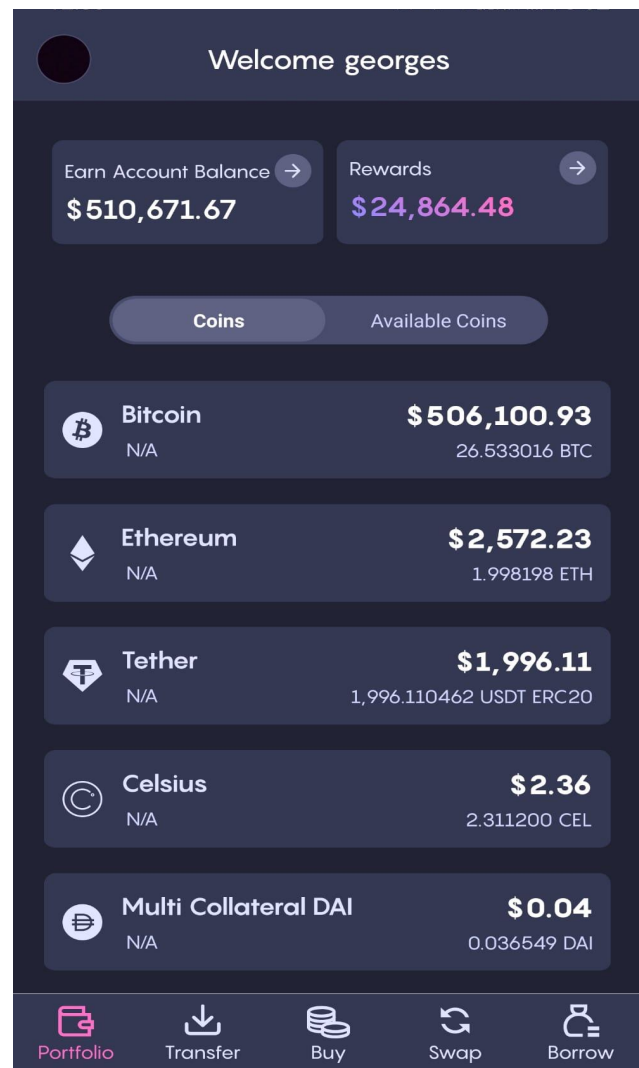 Welcome georges
Earn Account Balance
$510,671.67
Rewards
$24,864.48
Coins
Available Coins
Bitcoin
$506,100.93
N/A
26.533016 BTC
Ethereum
$2,572.23
N/A
1.998198 ETH
Tether
$1,996.11
N/A
1,996.110462 USDT ERC20
Celsius
$2.36
N/A
2.311200 CEL
Multi Collateral DAI
$0.04
N/A
0.036549 DAI
Portfolio
Transfer
Buy
Swap
Borrow